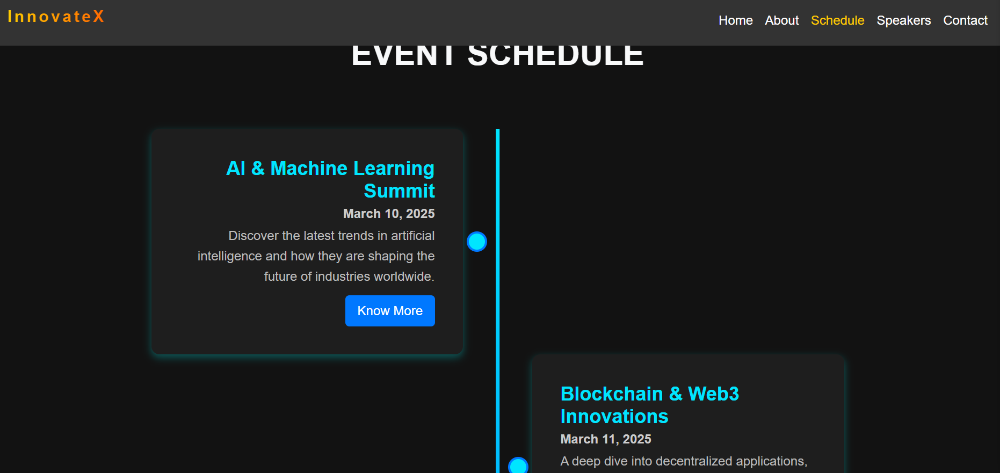 InnovateX
Home About Schedule Speakers Contact
EVENT SCHEDULE
AI & Machine Learning
Summit
March 10, 2025
Discover the latest trends in artificial
intelligence and how they are shaping the
future of industries worldwide.
Know More
Blockchain & Web3
Innovations
March 11, 2025
A deep dive into decentralized applications,